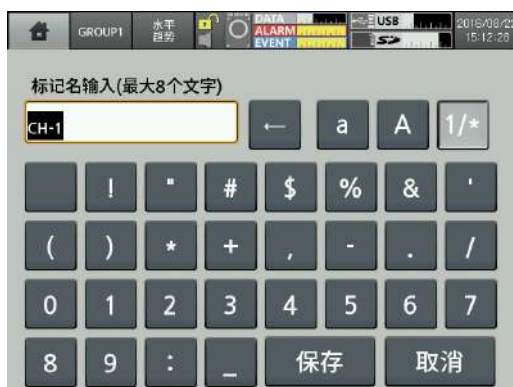 GROUP1 水平 趋势 DATA ALARM EVENT USB SD 2016/08/22
15:12:28
标记名输入(最大8个文字)
CH-1 ← a A 1/*
! " # $ % & '
( ) * + , - . /
0 1 2 3 4 5 6 7
8 9 : _ 保存 取消